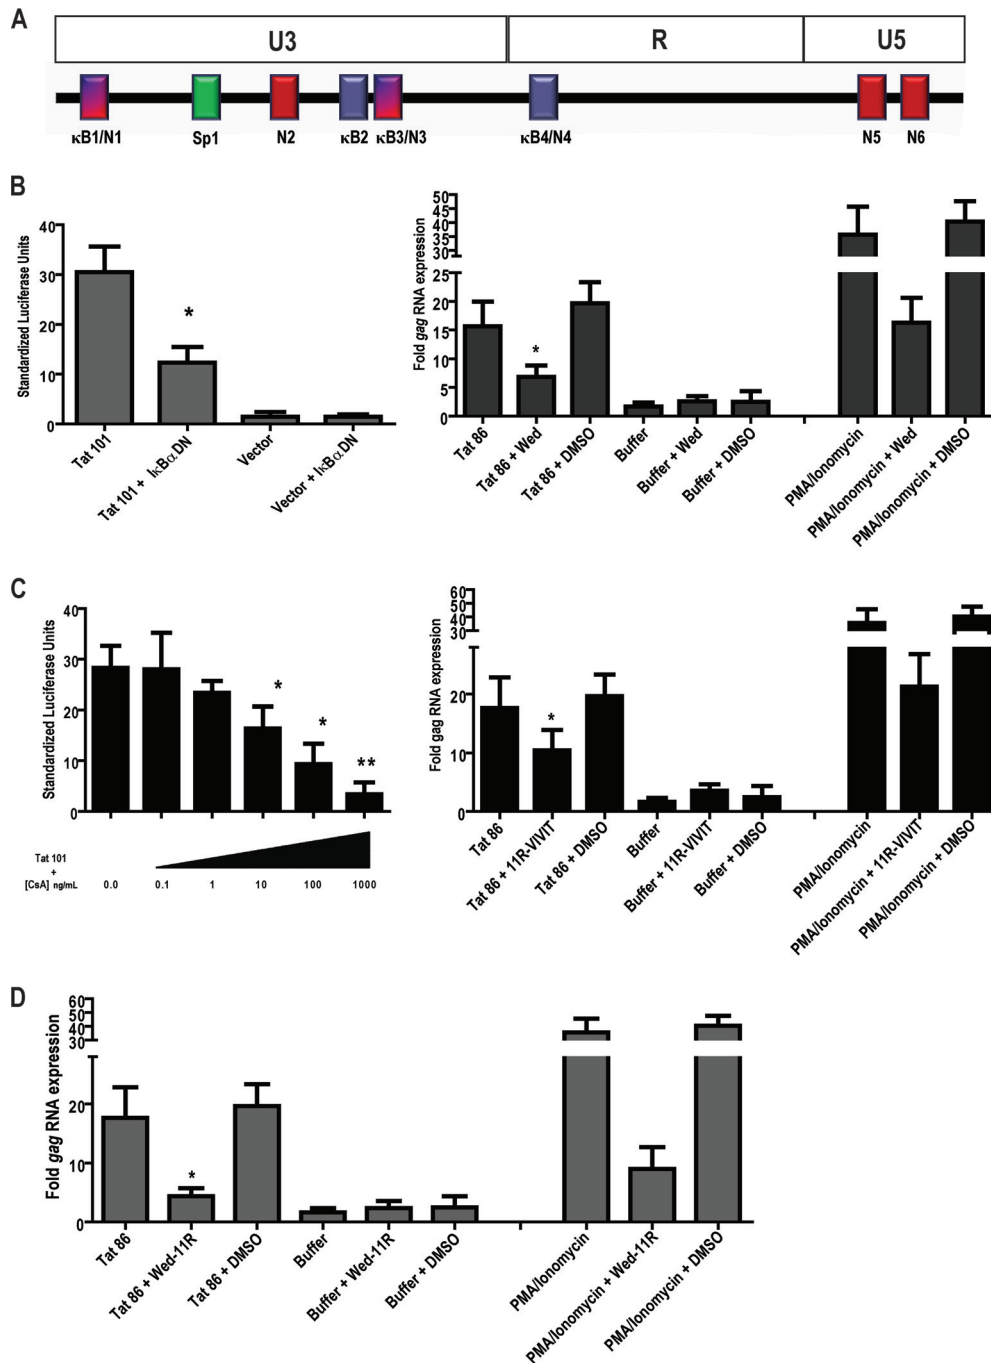 A
U3 R U5
κB1/N1 Sp1 N2 κB2 κB3/N3 κB4/N4 N5 N6
B
Standardized Luciferase Units
40
30
20
10
0
*
Tat 101
Tat 101 + IκBα DN
Vector
Vector + IκBα DN
Fold gag RNA expression
50
45
40
35
30
25
20
15
10
5
0
*
Tat 86
Tat 86 + Wed
Tat 86 + DMSO
Buffer
Buffer + Wed
Buffer + DMSO
PMA/Ionomycin
PMA/Ionomycin + Wed
PMA/Ionomycin + DMSO
C
Standardized Luciferase Units
40
30
20
10
0
*
*
**
Tat 101
+
[CsA] ng/mL
0.0 0.1 1 10 100 1000
Fold gag RNA expression
60
50
40
30
20
10
0
*
Tat 86
Tat 86 + 11R-VIVIT
Tat 86 + DMSO
Buffer
Buffer + 11R-VIVIT
Buffer + DMSO
PMA/Ionomycin
PMA/Ionomycin + 11R-VIVIT
PMA/Ionomycin + DMSO
D
Fold gag RNA expression
60
50
40
30
20
10
0
*
Tat 86
Tat 86 + Wed-11R
Tat 86 + DMSO
Buffer
Buffer + Wed-11R
Buffer + DMSO
PMA/Ionomycin
PMA/Ionomycin + Wed-11R
PMA/Ionomycin + DMSO